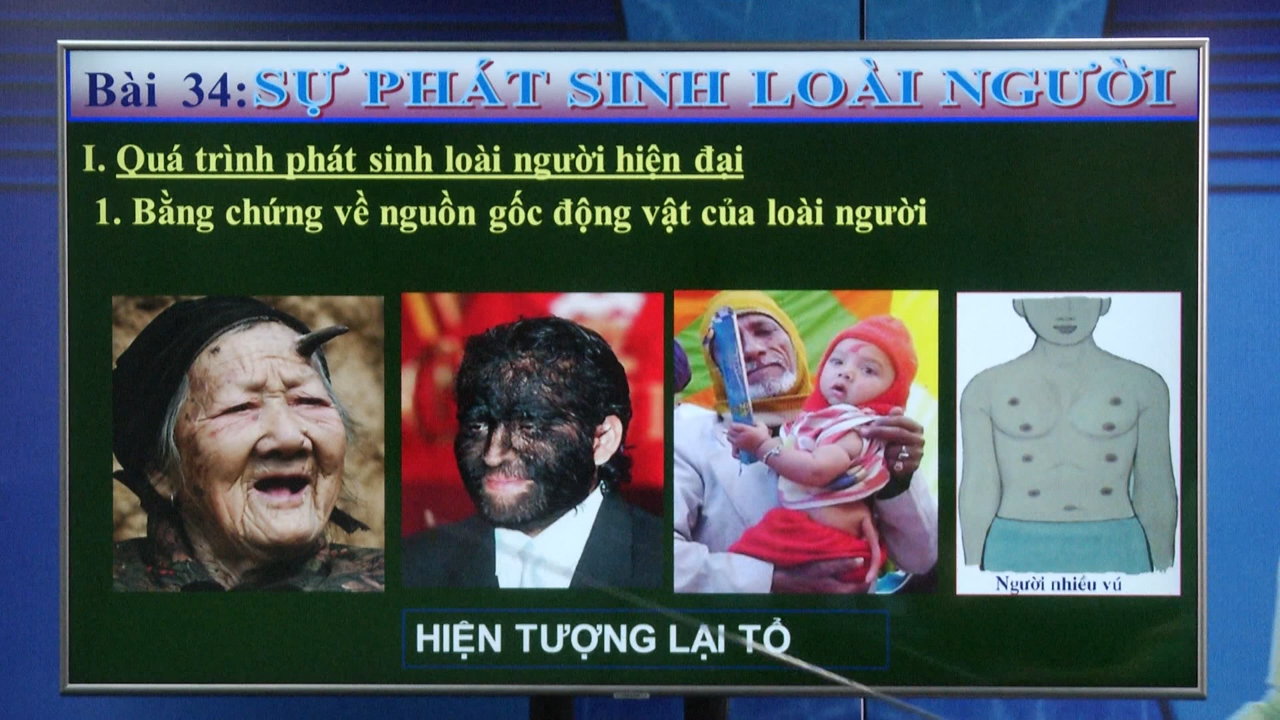 Bài 34: SỰ PHÁT SINH LOÀI NGƯỜI
I. Quá trình phát sinh loài người hiện đại
1. Bằng chứng về nguồn gốc động vật của loài người
Người nhiều vú
HIỆN TƯỢNG LẠI TỔ